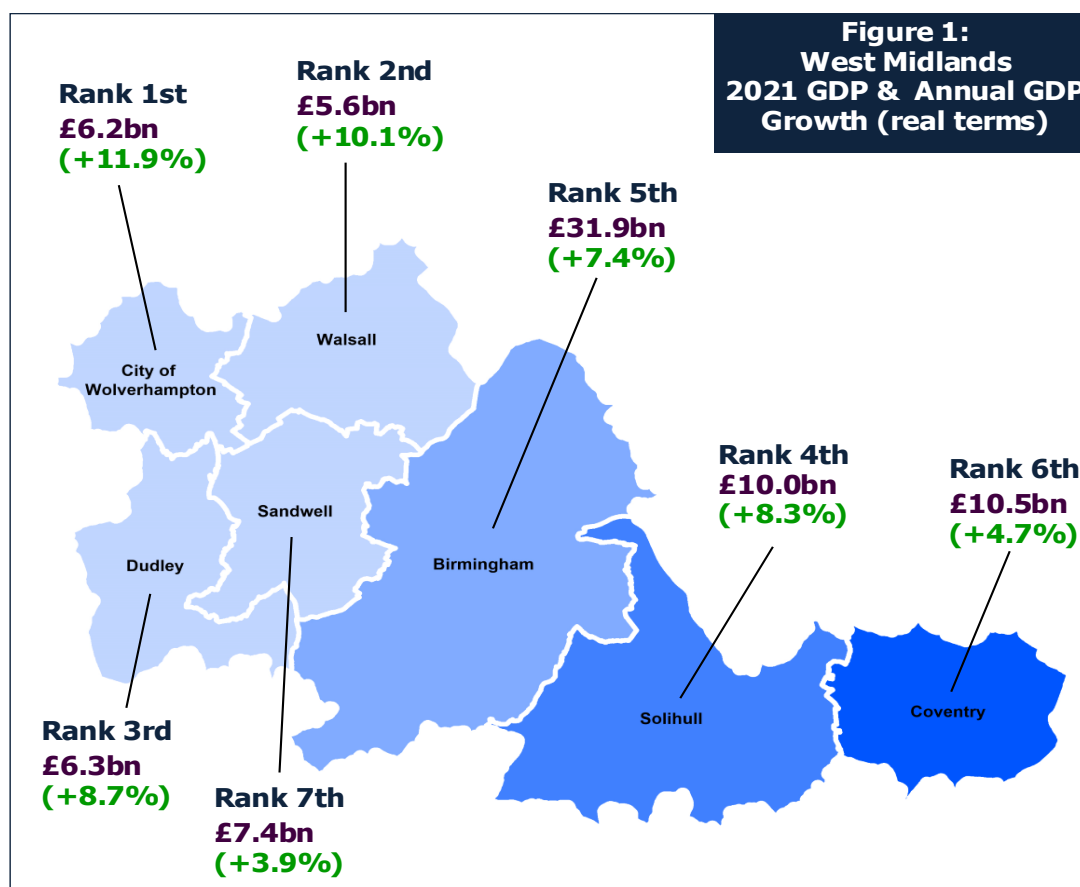 Figure 1:
West Midlands
2021 GDP & Annual GDP
Growth (real terms)
Rank 1st
£6.2bn
(+11.9%)
Rank 2nd
£5.6bn
(+10.1%)
Rank 5th
£31.9bn
(+7.4%)
Walsall
City of
Wolverhampton
Rank 4th
£10.0bn
(+8.3%)
Rank 6th
£10.5bn
(+4.7%)
Sandwell
Dudley
Birmingham
Solihull
Coventry
Rank 3rd
£6.3bn
(+8.7%)
Rank 7th
£7.4bn
(+3.9%)